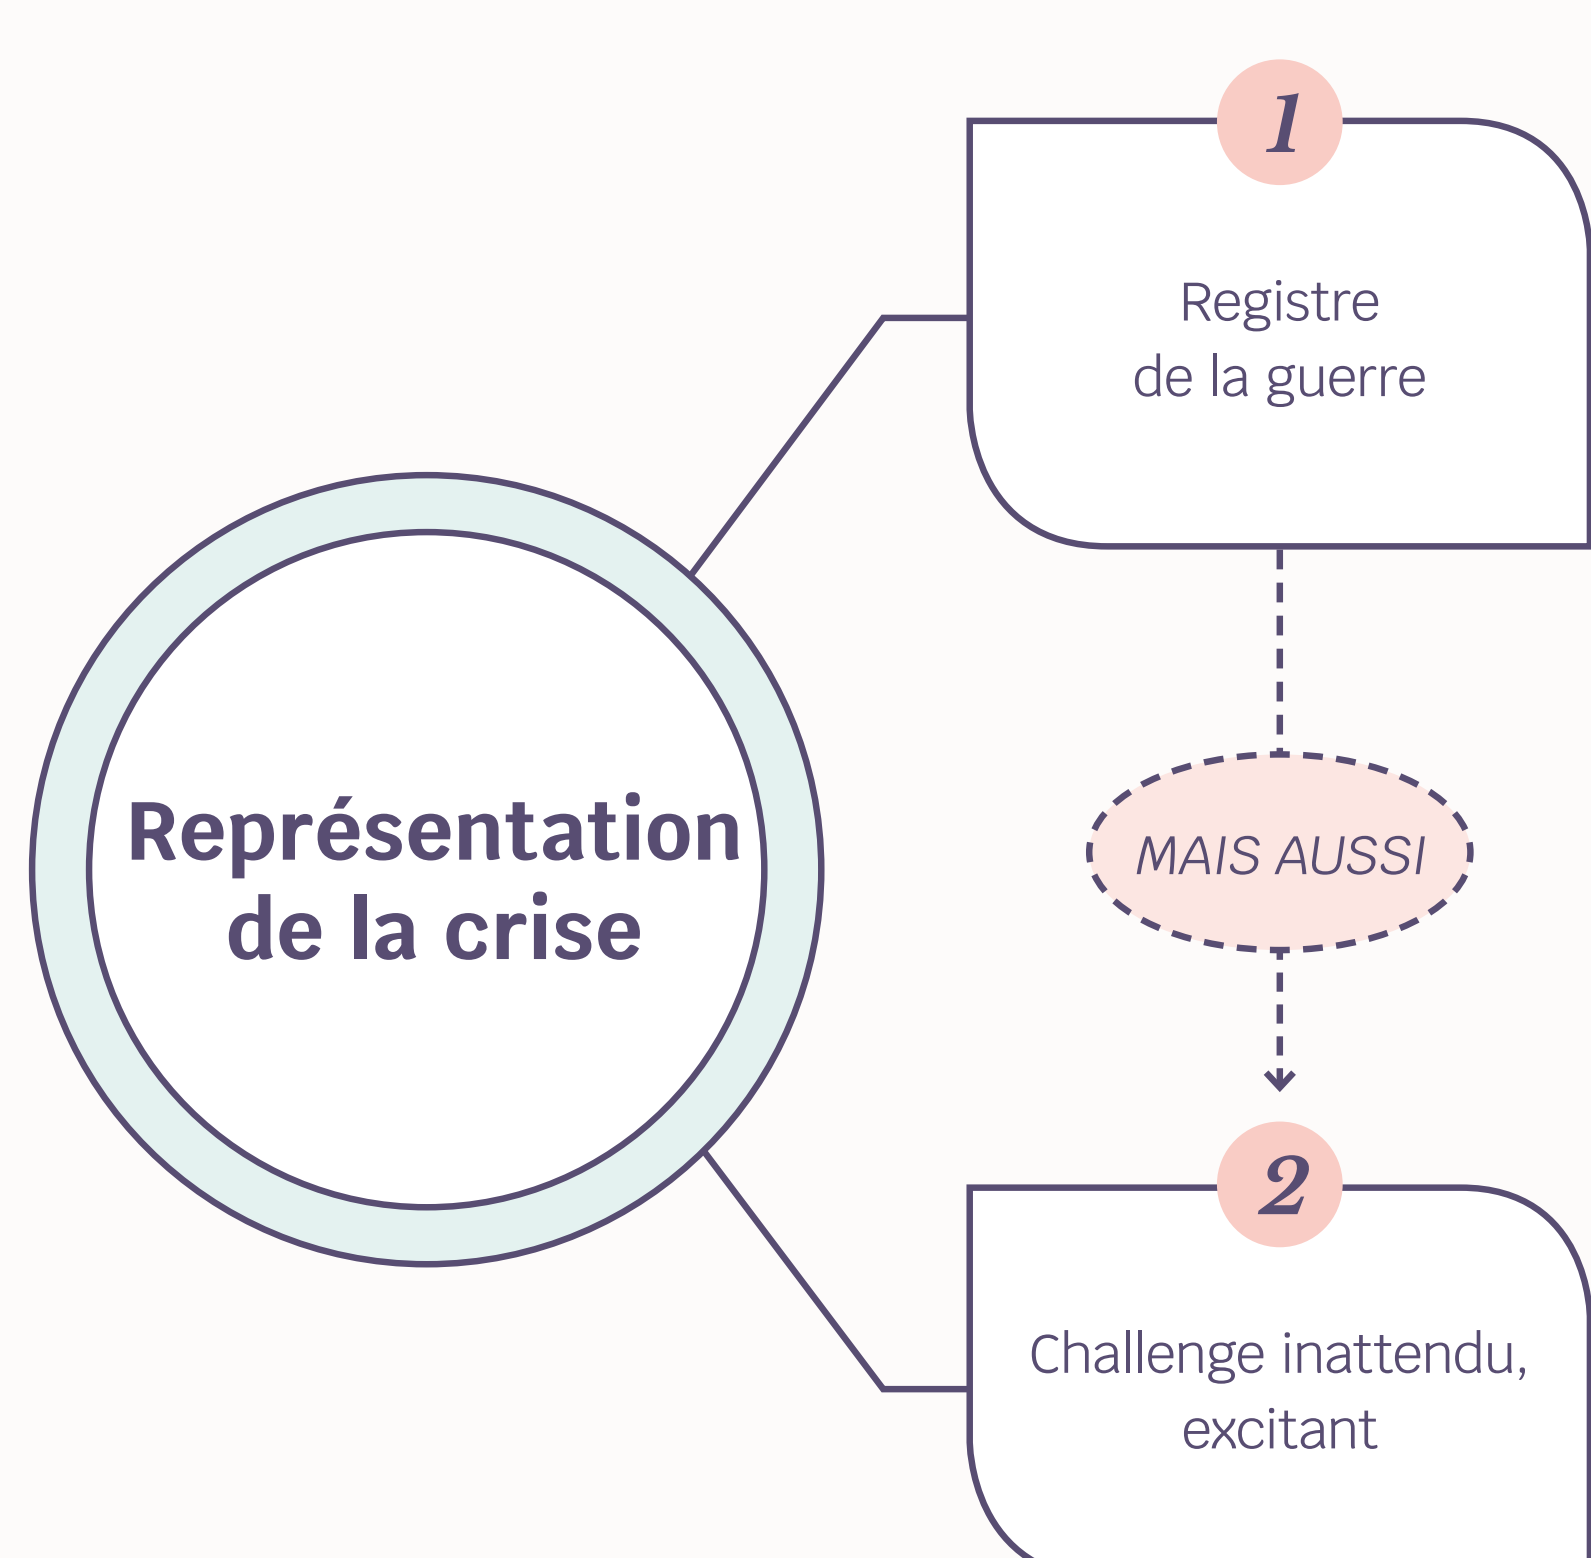 1
Registre
de la guerre
Représentation
de la crise
MAIS AUSSI
2
Challenge inattendu,
excitant